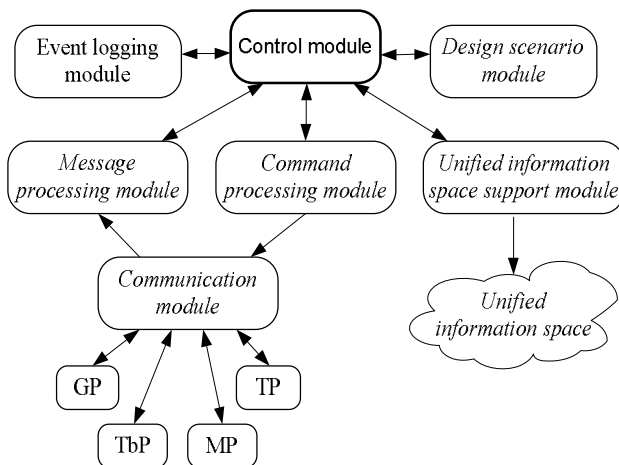 Event logging
module
Control module
Design scenario
module
Message
processing module
Command
processing module
Unified information
space support module
Communication
module
Unified
information space
GP
TP
TbP
MP